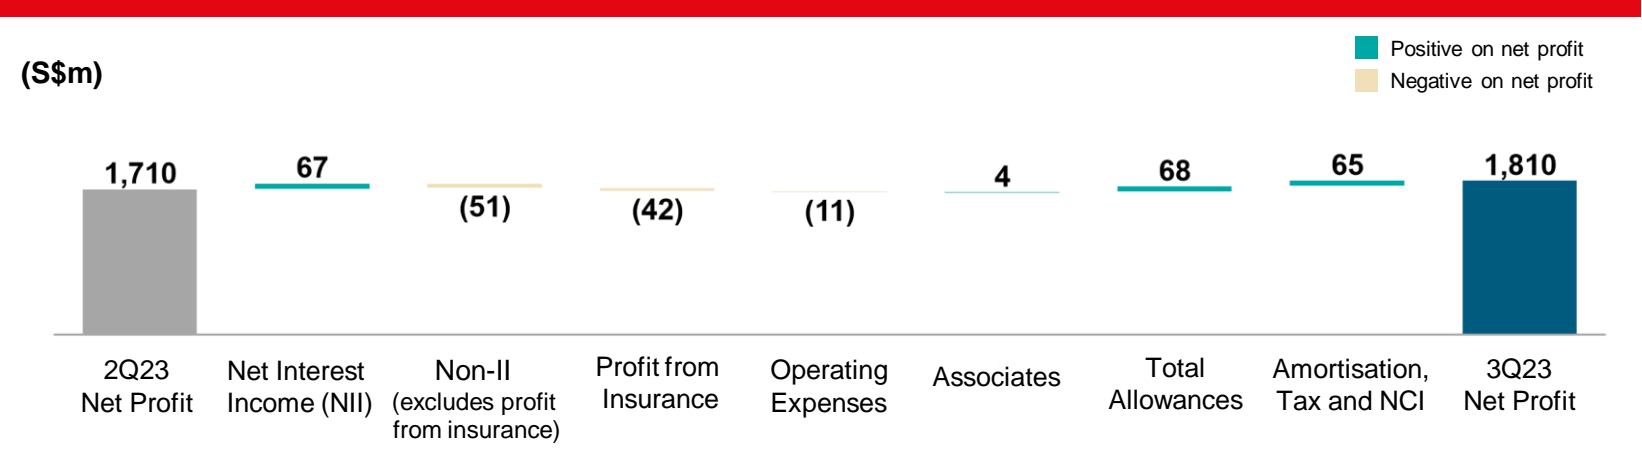 (S$m)
Positive on net profit
Negative on net profit
1,710
67
(51)
(42)
(11)
4
68
65
1,810
2Q23
Net Profit
Net Interest
Income (NII)
Non-II
(excludes profit
from insurance)
Profit from
Insurance
Operating
Expenses
Associates
Total
Allowances
Amortisation,
Tax and NCI
3Q23
Net Profit